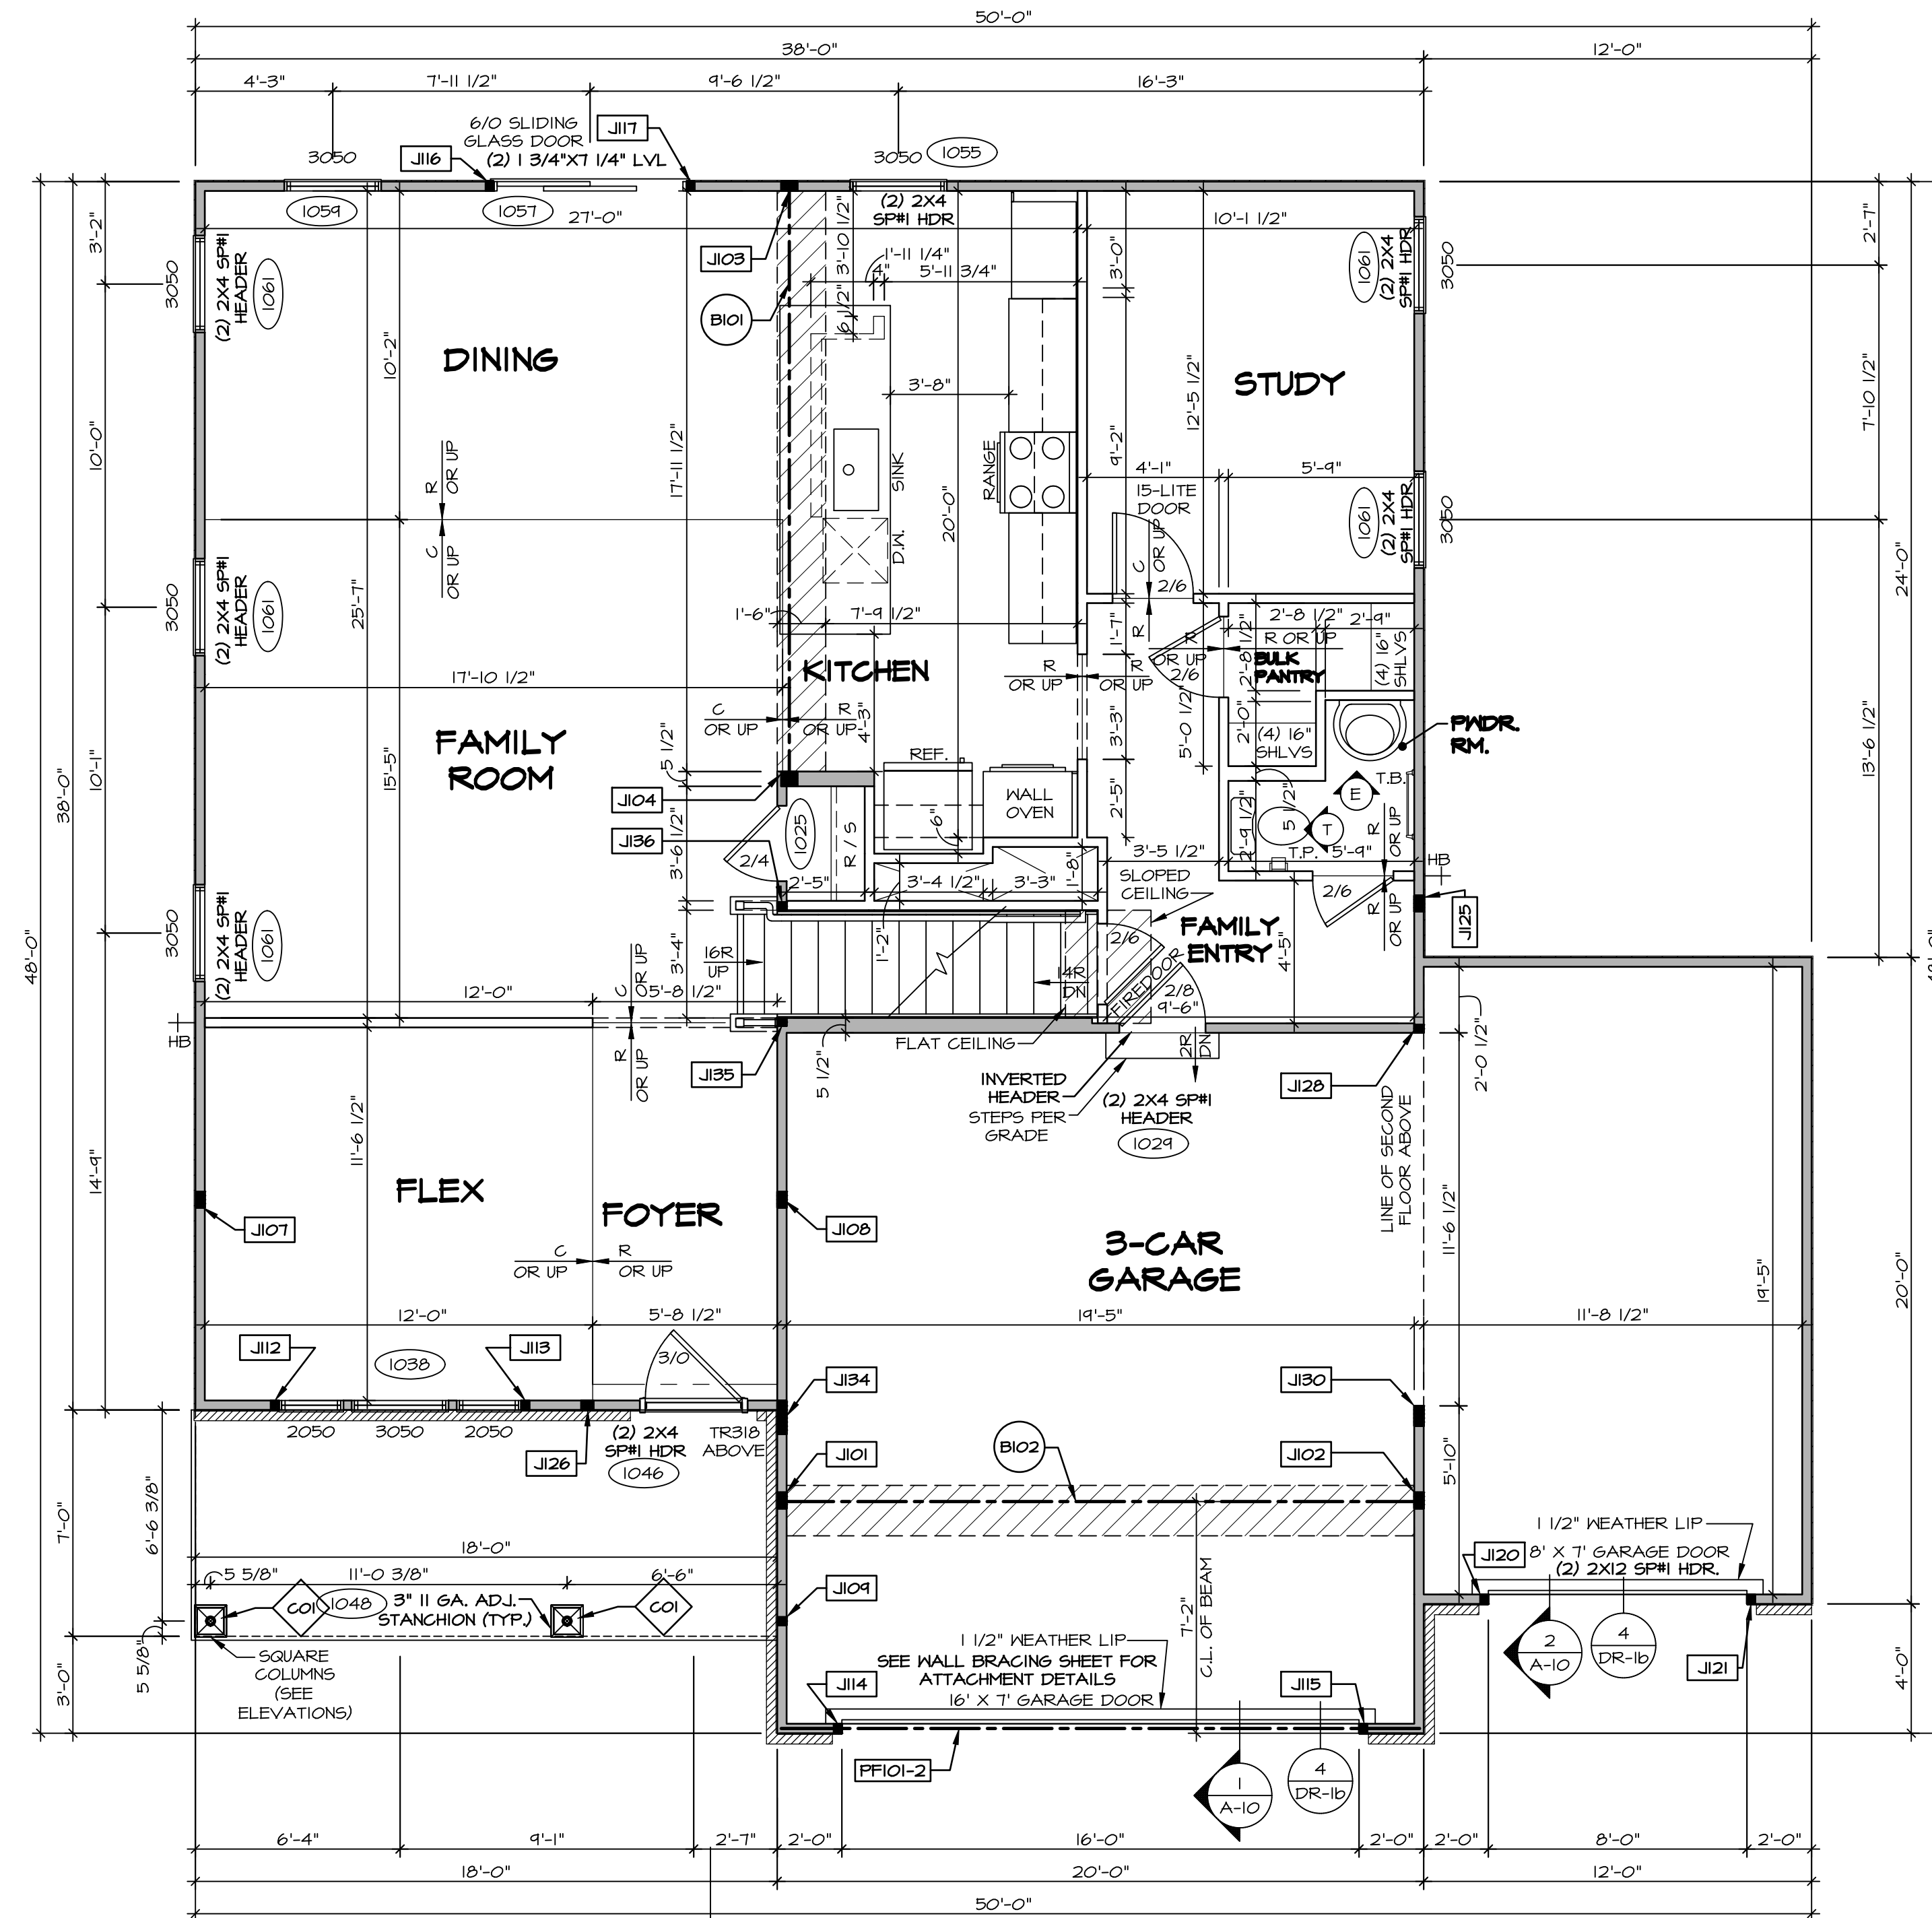 50'-0"
38'-0"
12'-0"
4'-3"
7'-11 1/2"
9'-6 1/2"
16'-3"
6/0 SLIDING
GLASS DOOR
(2) 1 3/4"X7 1/4" LVL
J117
J116
3050
3050
1055
1059
1057
27'-0"
(2) 2X4
SP#1 HDR
10'-1 1/2"
3'-2"
10'-0"
10'-1"
14'-9"
38'-0"
48'-0"
3050
(2) 2X4 SP#1
HEADER
1061
3050
(2) 2X4 SP#1
HEADER
1061
3050
(2) 2X4 SP#1
HEADER
1061
J103
B101
3'-10 1/2"
6 1/2"
1'-11 1/4"
4"
5'-11 3/4"
3'-0"
1061
(2) 2X4
SP#1 HDR
3050
2'-7"
7'-10 1/2"
13'-6 1/2"
24'-0"
DINING
10'-2"
STUDY
3'-8"
12'-5 1/2"
9'-2"
17'-11 1/2"
20'-0"
SINK
D.W.
RANGE
4'-1"
5'-9"
15-LITE
DOOR
1061
(2) 2X4
SP#1 HDR
3050
R
OR UP
C
OR UP
25'-7"
C
OR UP
2/6
R
1'-6"
7'-9 1/2"
1'-7"
2'-8 1/2"
2'-9"
R OR UP
R
OR UP
2/6
2'-8 1/2"
BULK
PANTRY
(4) 16"
SHLVS
KITCHEN
17'-10 1/2"
R
OR UP
R
OR UP
C
OR UP
R
OR UP
4'-3"
3'-3"
5'-0 1/2"
2'-0"
(4) 16"
SHLVS
PWDR.
RM.
FAMILY
ROOM
15'-5"
5 1/2"
REF.
WALL
OVEN
T.B.
E
T
5 1/2"
2'-9 1/2"
T.P.
5'-9"
R
OR UP
J104
J136
1025
R / S
6"
2'-5"
3'-6 1/2"
2/4
2'-5"
3'-4 1/2"
3'-3"
1'-8"
3'-5 1/2"
SLOPED
CEILING
HB
2/6
R
OR UP
J125
FAMILY
ENTRY
4'-5"
1'-2"
16R
UP
14R
DN
2/6
FIREDOOR
2/8
9'-6"
3'-4"
12'-0"
5'-8 1/2"
C
OR UP
R
OR UP
HB
J135
5 1/2"
FLAT CEILING
2R
DN
INVERTED
HEADER
STEPS PER
GRADE
(2) 2X4 SP#1
HEADER
1029
J128
2'-0 1/2"
LINE OF SECOND
FLOOR ABOVE
11'-6 1/2"
FLEX
FOYER
J107
J108
3-CAR
GARAGE
11'-6 1/2"
19'-5"
20'-0"
C
OR UP
R
OR UP
12'-0"
5'-8 1/2"
19'-5"
11'-8 1/2"
J112
1038
J113
3/0
J134
J130
2050
3050
2050
J126
(2) 2X4
SP#1 HDR
1046
TR318
ABOVE
J101
B102
J102
5'-10"
7'-0"
6'-6 3/8"
18'-0"
5 5/8"
11'-0 3/8"
6'-6"
C01
1048
3" 11 GA. ADJ.
STANCHION (TYP.)
C01
J109
C.L. OF BEAM
7'-2"
1 1/2" WEATHER LIP
J120
8' X 7' GARAGE DOOR
(2) 2X12 SP#1 HDR.
5 5/8"
3'-0"
SQUARE
COLUMNS
(SEE
ELEVATIONS)
1 1/2" WEATHER LIP
SEE WALL BRACING SHEET FOR
ATTACHMENT DETAILS
16' X 7' GARAGE DOOR
J114
J115
2
A-10
4
DR-1b
J121
4'-0"
PF101-2
1
A-10
4
DR-1b
6'-4"
9'-1"
2'-7"
2'-0"
16'-0"
2'-0"
2'-0"
8'-0"
2'-0"
18'-0"
20'-0"
12'-0"
50'-0"